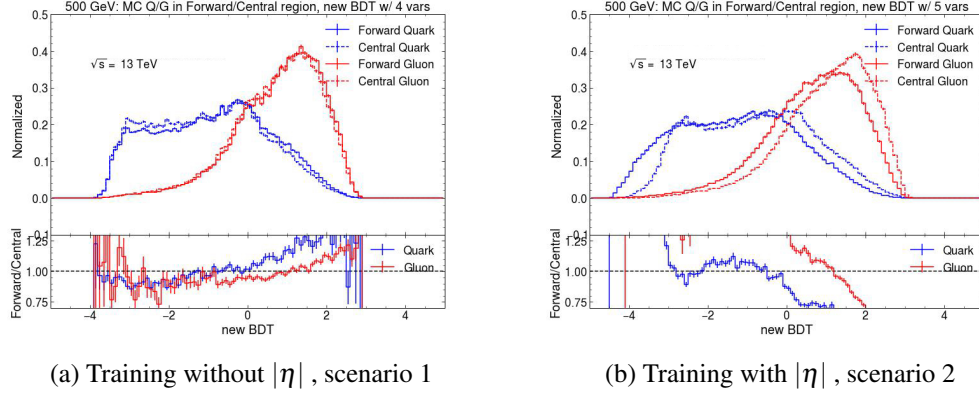 500 GeV: MC Q/G in Forward/Central region, new BDT w/ 4 vars
0.5
0.4
0.3
0.2
0.1
0.0
0.1
Normalized
√s = 13 TeV
Forward Quark
Central Quark
Forward Gluon
Central Gluon
1.25
1.00
0.75
Forward/Central
Quark
Gluon
−4 −2 0 2 4
new BDT
(a) Training without |η| , scenario 1
500 GeV: MC Q/G in Forward/Central region, new BDT w/ 5 vars
0.5
0.4
0.3
0.2
0.1
0.0
0.1
Normalized
√s = 13 TeV
Forward Quark
Central Quark
Forward Gluon
Central Gluon
1.25
1.00
0.75
Forward/Central
Quark
Gluon
−4 −2 0 2 4
new BDT
(b) Training with |η| , scenario 2